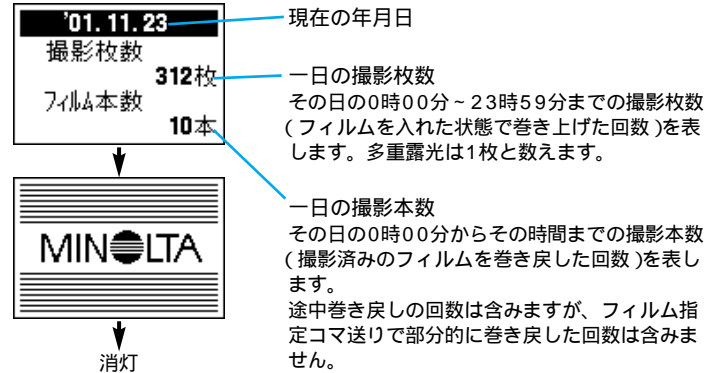 '01. 11. 23
撮影枚数
312枚
フィルム本数
10本
MINOLTA
消灯
現在の年月日
一日の撮影枚数
その日の0時00分~23時59分までの撮影枚数
(フィルムを入れた状態で巻き上げた回数)を表
します。多重露光は1枚と数えます。
一日の撮影本数
その日の0時00分からその時間までの撮影本数
(撮影済みのフィルムを巻き戻した回数)を表し
ます。
途中巻き戻しの回数は含みますが、フィルム指
定コマ送りで部分的に巻き戻した回数は含みま
せん。